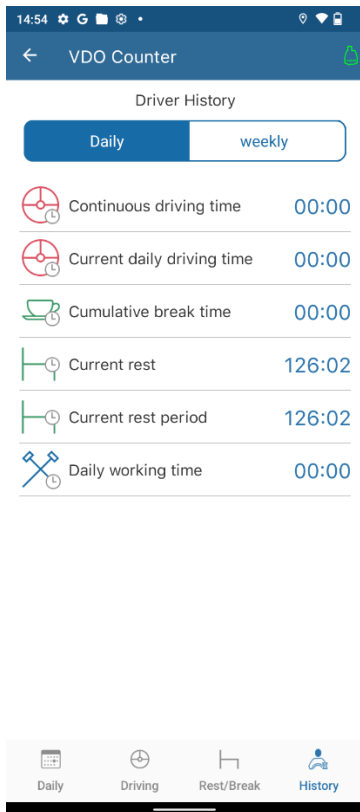 14:54 G
VDO Counter
Driver History
Daily weekly
Continuous driving time 00:00
Current daily driving time 00:00
Cumulative break time 00:00
Current rest 126:02
Current rest period 126:02
Daily working time 00:00
Daily Driving Rest/Break History